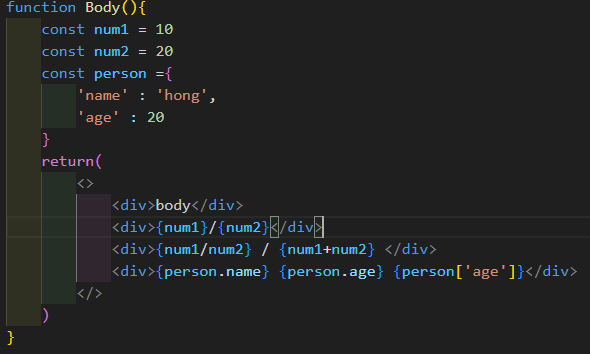 function Body(){
    const num1 = 10
    const num2 = 20
    const person ={
        'name' : 'hong',
        'age' : 20
    }
    return(
        <>
            <div>body</div>
            <div>{num1}/{num2}</div>
            <div>{num1/num2} / {num1+num2} </div>
            <div>{person.name} {person.age} {person['age']}</div>
        </>
    )
}